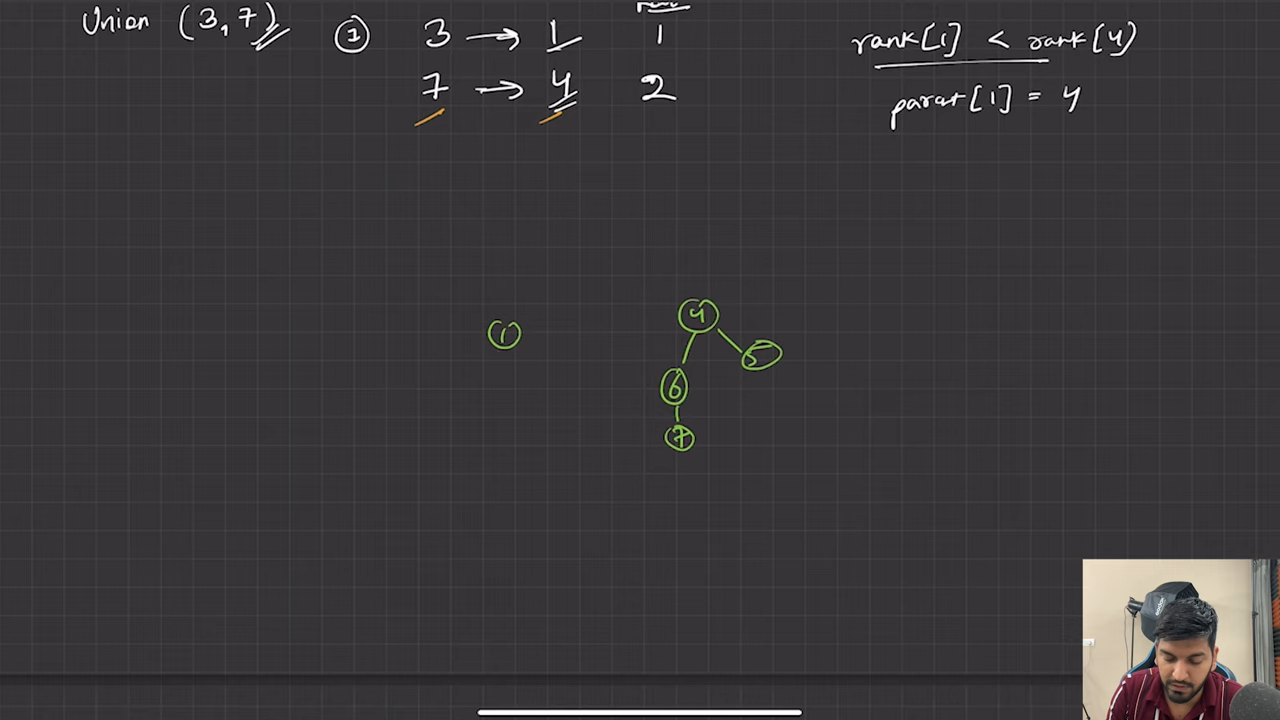 Union (3,7) ① 3 → 1 1 rank[1] < rank[4]
7 → 4 2 parat[1] = 4
① 4
5
6
7